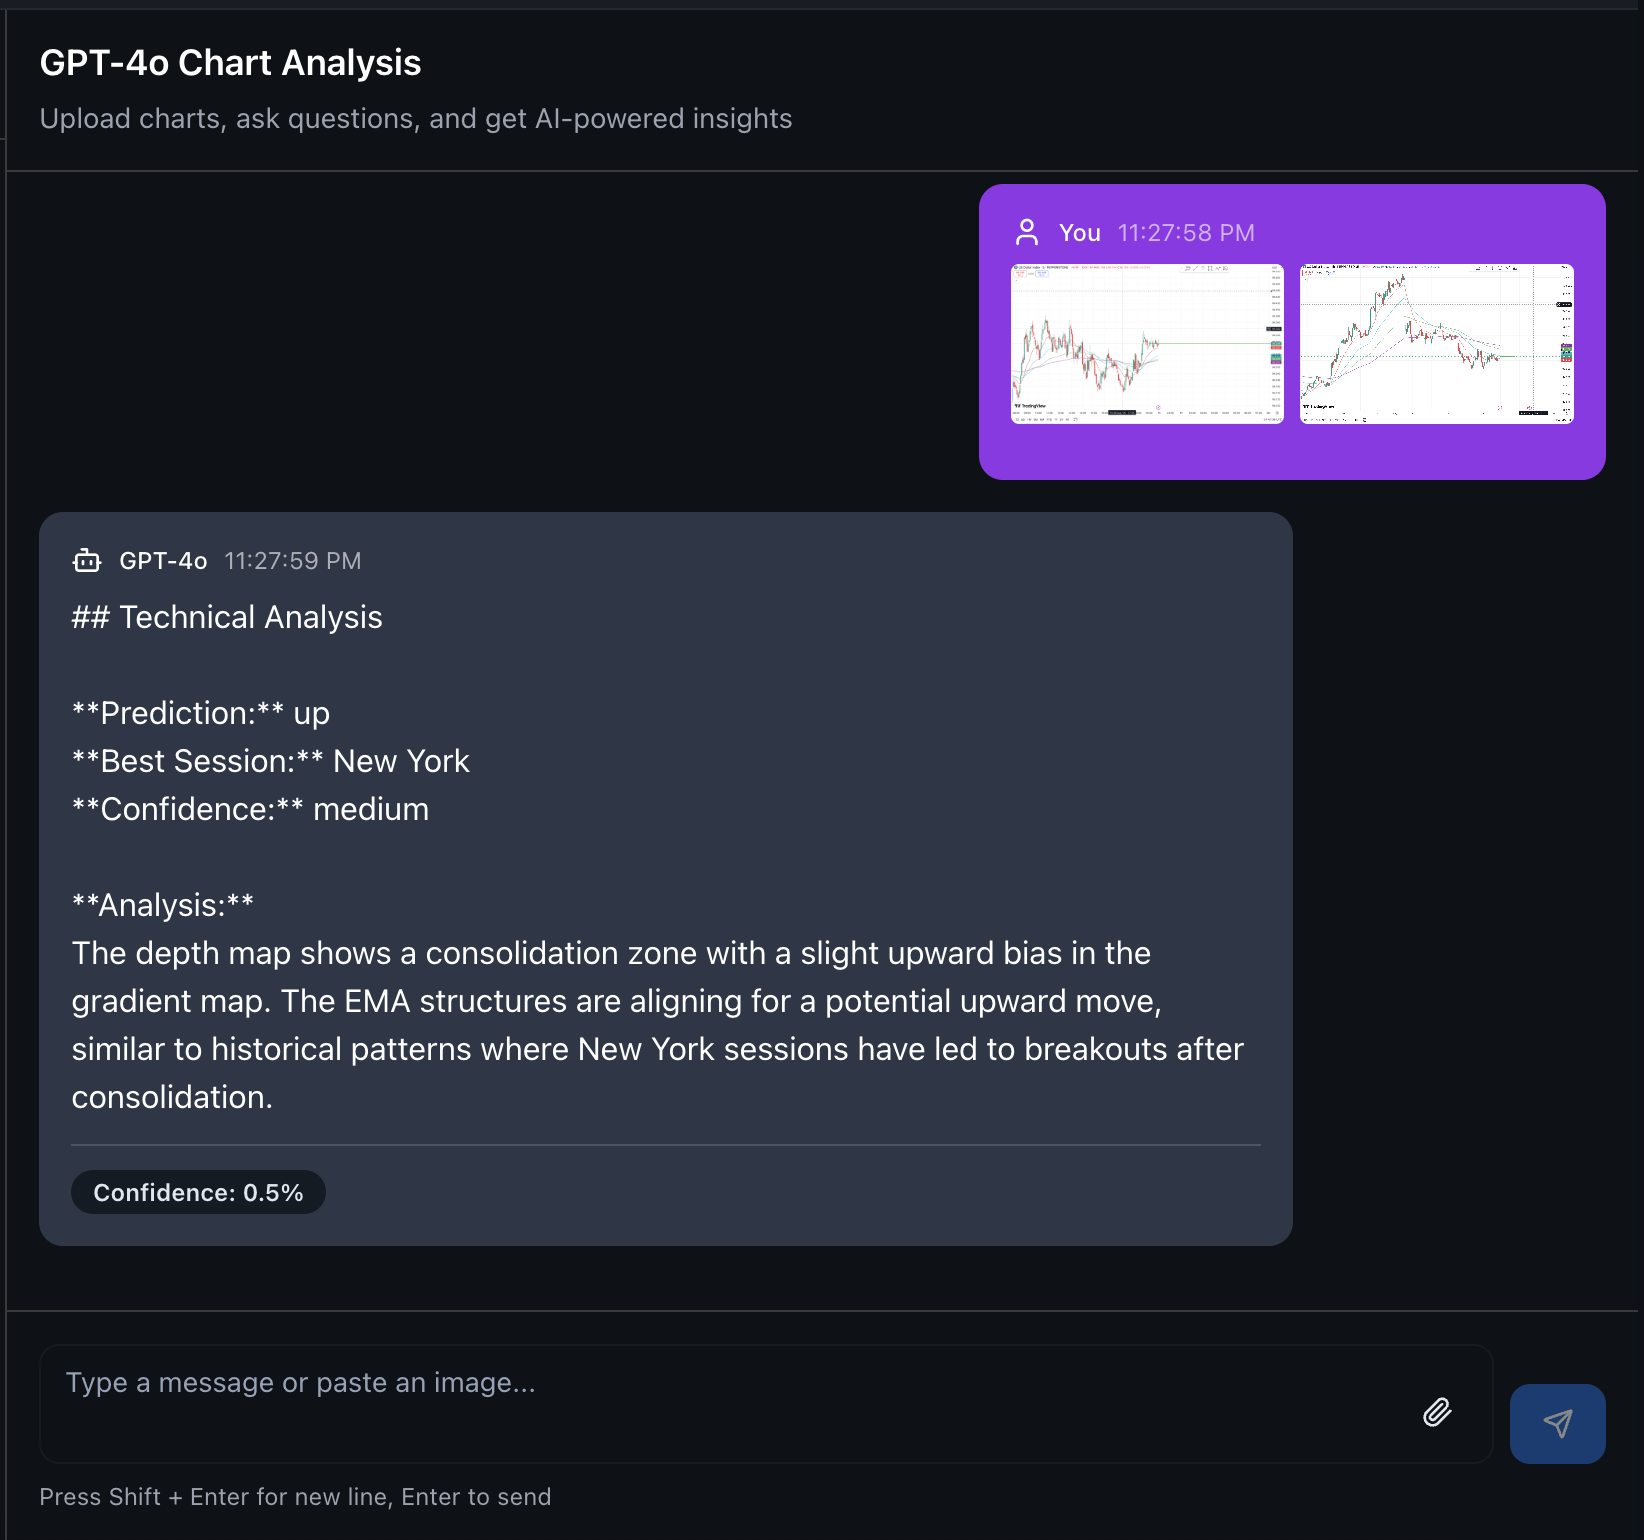 GPT-4o Chart Analysis
Upload charts, ask questions, and get AI-powered insights
You 11:27:58 PM
TradingView
TradingView
GPT-4o 11:27:59 PM
## Technical Analysis
**Prediction:** up
**Best Session:** New York
**Confidence:** medium
**Analysis:**
The depth map shows a consolidation zone with a slight upward bias in the
gradient map. The EMA structures are aligning for a potential upward move,
similar to historical patterns where New York sessions have led to breakouts after
consolidation.
Confidence: 0.5%
Type a message or paste an image...
Press Shift + Enter for new line, Enter to send